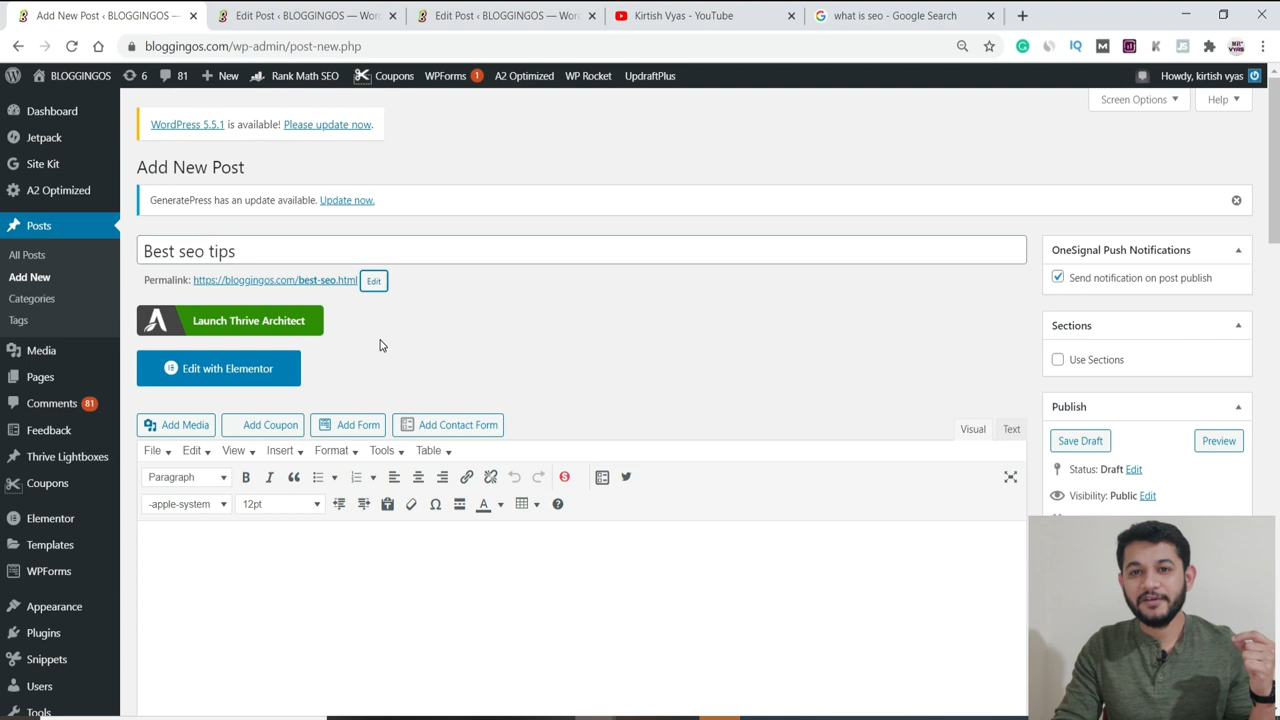 Add New Post ‹ BLOGGINGOS —
Edit Post ‹ BLOGGINGOS — Wor
Edit Post ‹ BLOGGINGOS — Wor
Kirtish Vyas - YouTube
what is seo - Google Search
bloggingos.com/wp-admin/post-new.php
BLOGGINGOS 6 81 New Rank Math SEO Coupons WPForms 1 A2 Optimized WP Rocket UpdraftPlus Howdy, kirtish vyas
Screen Options Help
Dashboard
Jetpack
Site Kit
A2 Optimized
Posts
All Posts
Add New
Categories
Tags
Media
Pages
Comments 81
Feedback
Thrive Lightboxes
Coupons
Elementor
Templates
WPForms
Appearance
Plugins
Snippets
Users
Tools
WordPress 5.5.1 is available! Please update now.
Add New Post
GeneratePress has an update available. Update now.
Best seo tips
Permalink: https://bloggingos.com/best-seo.html Edit
Launch Thrive Architect
Edit with Elementor
Add Media Add Coupon Add Form Add Contact Form
Visual Text
File Edit View Insert Format Tools Table
Paragraph
-apple-system 12pt
OneSignal Push Notifications
Send notification on post publish
Sections
Use Sections
Publish
Save Draft Preview
Status: Draft Edit
Visibility: Public Edit